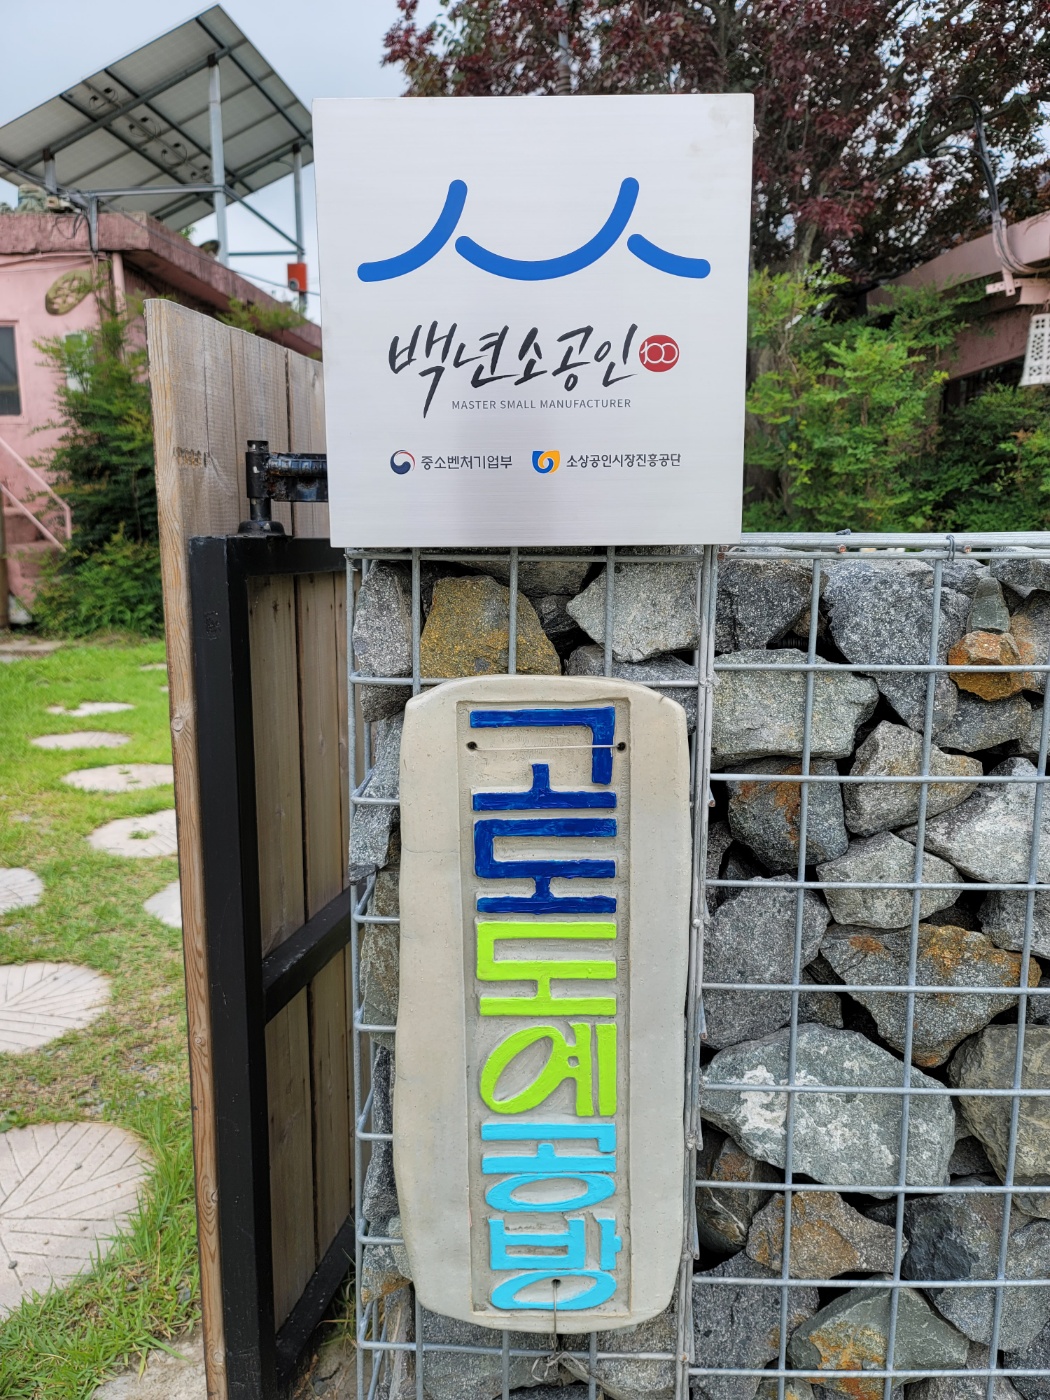 백년소공인 100
MASTER SMALL MANUFACTURER
중소벤처기업부 소상공인시장진흥공단
고도도예공방